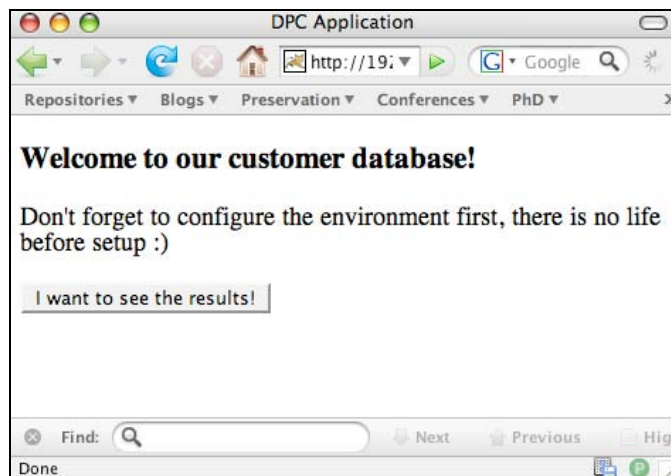 DPC Application
http://192
G Google
Repositories Blogs Preservation Conferences PhD
Welcome to our customer database!
Don't forget to configure the environment first, there is no life
before setup :)
I want to see the results!
Find: Next Previous Hig
Done